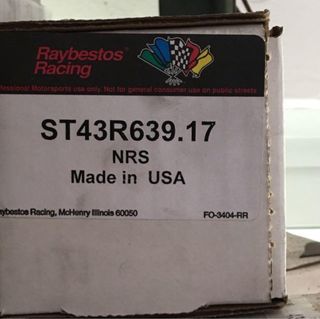 Raybestos
Racing
Professional Motorsports use only. Not for general consumer use on public streets
ST43R639.17
NRS
Made in USA
Raybestos Racing, McHenry Illinois 60050
FO-3404-RR